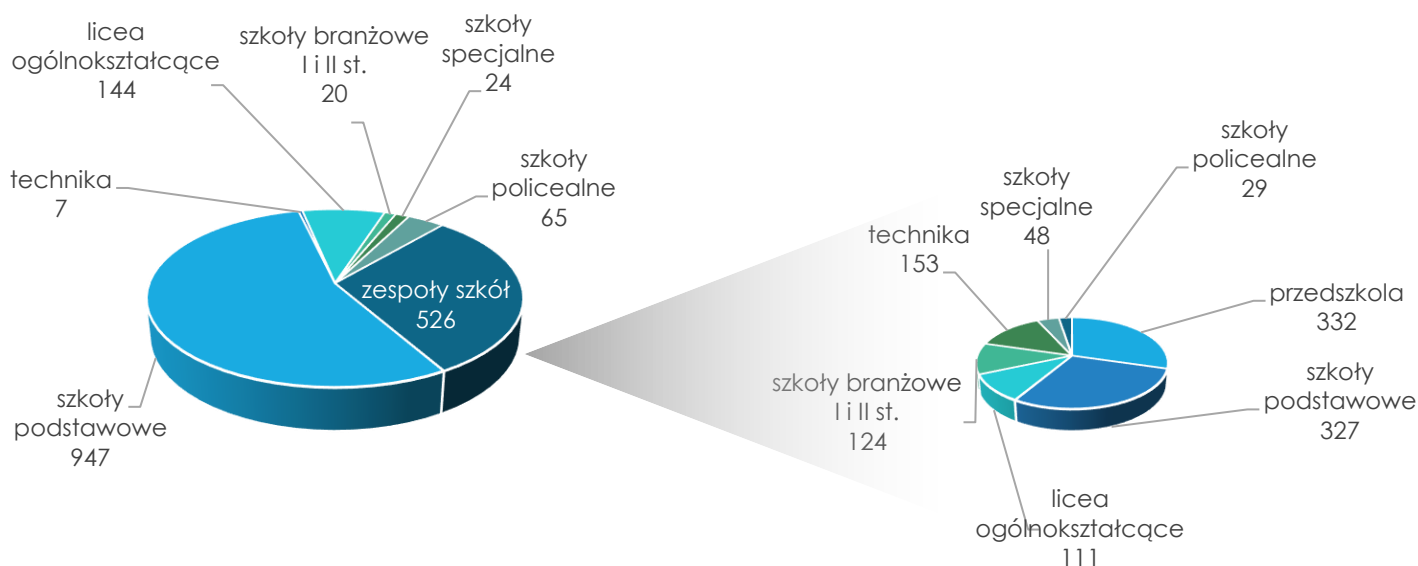 licea
ogólnokształcące
144
szkoły branżowe
I i II st.
20
szkoły
specjalne
24
szkoły
policealne
65
technika
7
zespoły szkół
526
szkoły
podstawowe
947
szkoły
policealne
29
szkoły
specjalne
48
technika
153
przedszkola
332
szkoły
podstawowe
327
szkoły branżowe
I i II st.
124
licea
ogólnokształcące
111